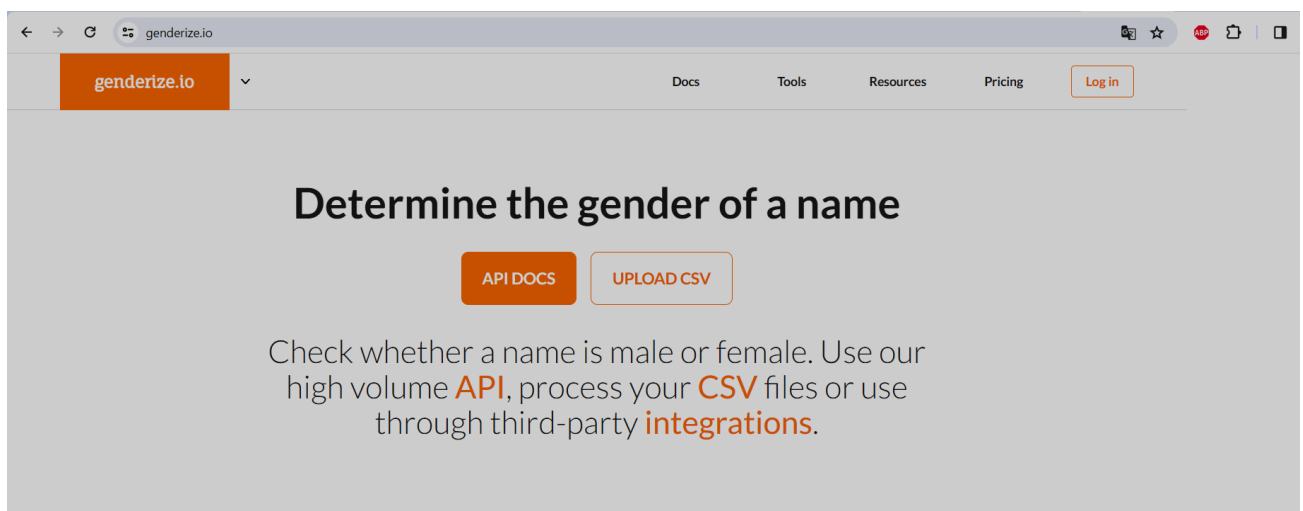 genderize.io
genderize.io
Docs
Tools
Resources
Pricing
Log in
Determine the gender of a name
API DOCS
UPLOAD CSV
Check whether a name is male or female. Use our
high volume API, process your CSV files or use
through third-party integrations.